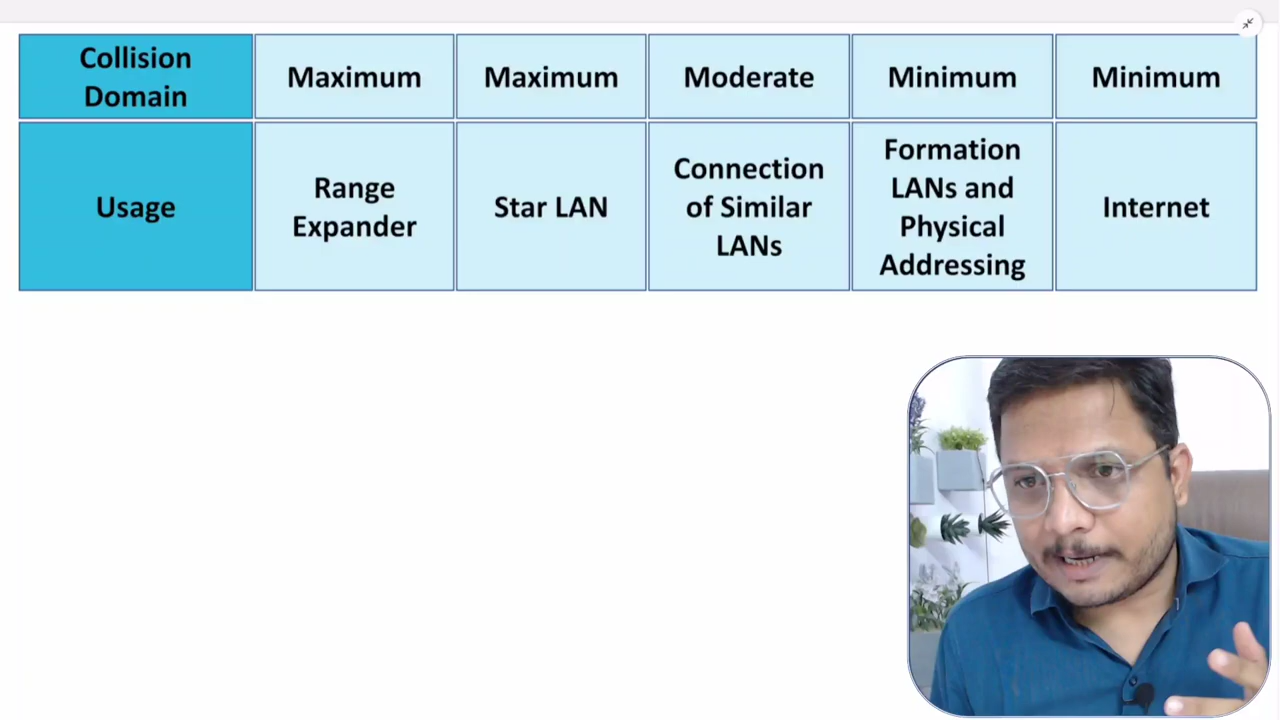 Collision
Domain
Maximum
Maximum
Moderate
Minimum
Minimum
Usage
Range
Expander
Star LAN
Connection
of Similar
LANs
Formation
LANs and
Physical
Addressing
Internet